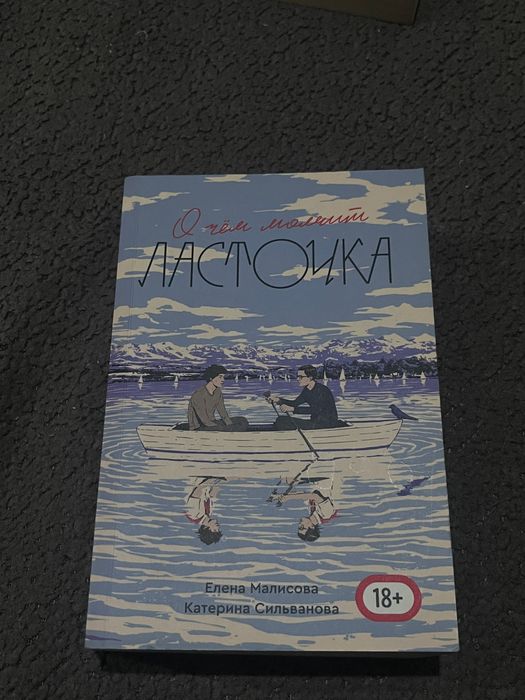 О чём молчит
ЛАСТОЧКА
Елена Малисова
Катерина Сильванова
18+